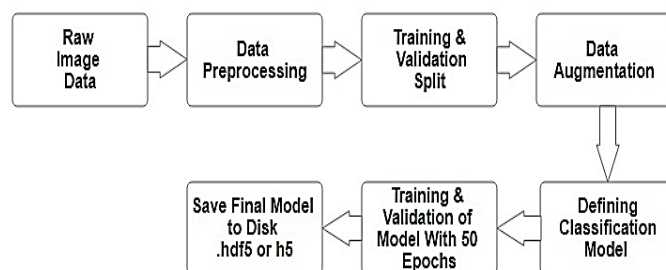 Raw
Image
Data
Data
Preprocessing
Training &
Validation
Split
Data
Augmentation
Defining
Classification
Model
Training &
Validation of
Model With 50
Epochs
Save Final Model
to Disk
.hdf5 or h5